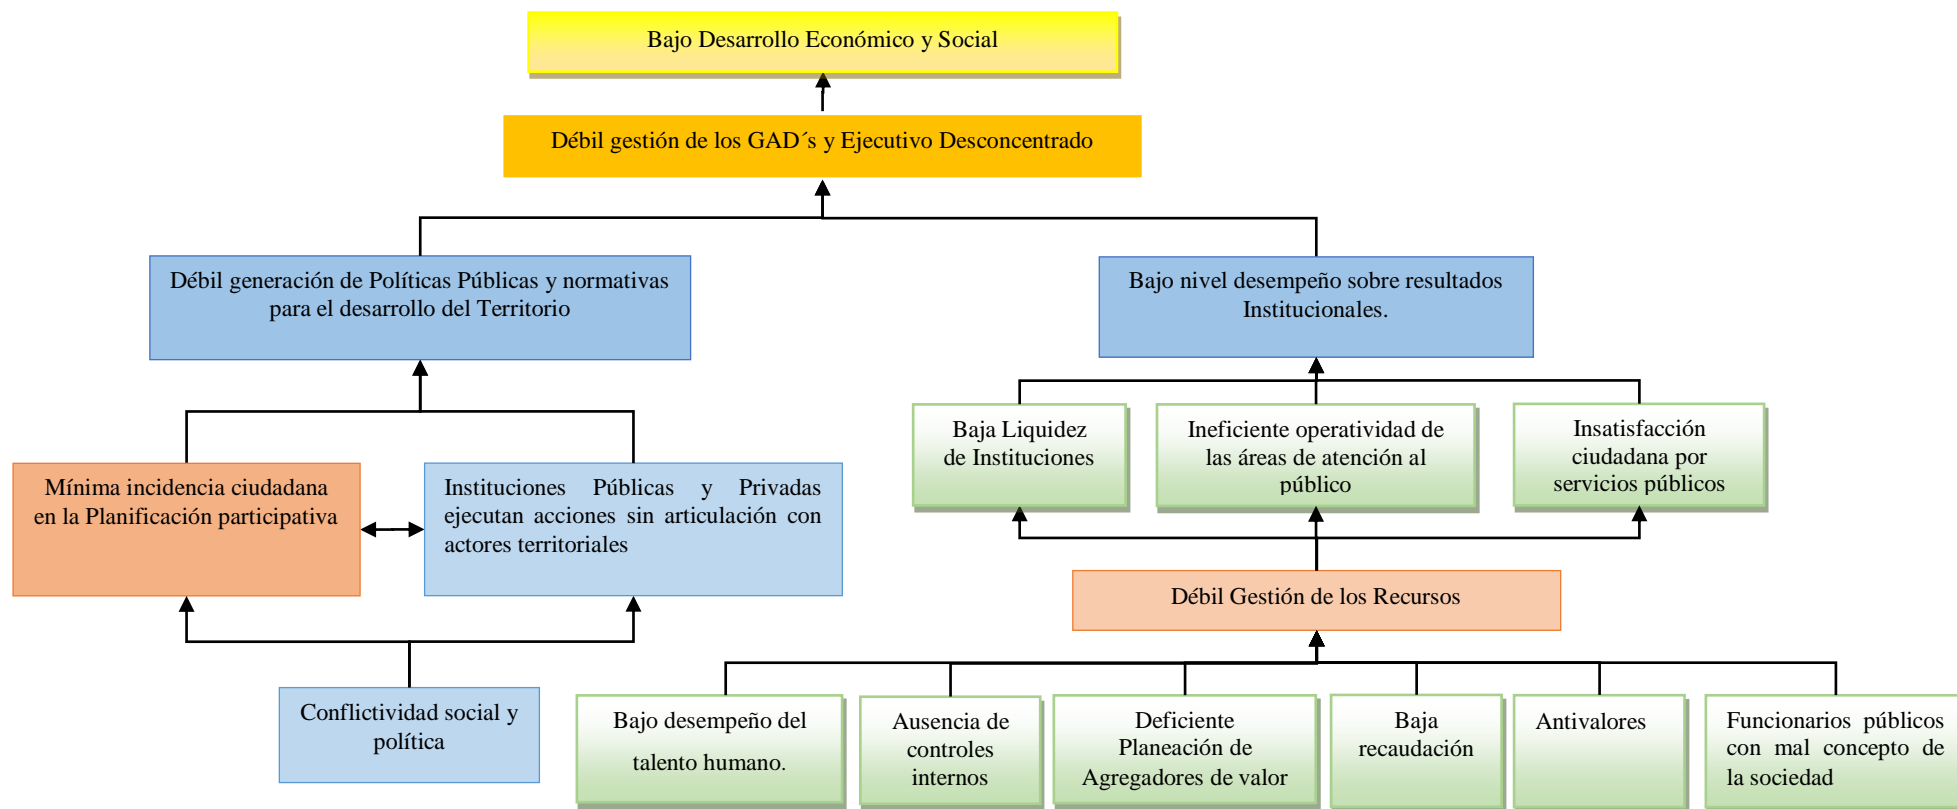 Bajo Desarrollo Económico y Social
Débil gestión de los GAD´s y Ejecutivo Desconcentrado
Débil generación de Políticas Públicas y normativas
para el desarrollo del Territorio
Bajo nivel desempeño sobre resultados
Institucionales.
Baja Liquidez
de Instituciones
Ineficiente operatividad de
las áreas de atención al
público
Insatisfacción
ciudadana por
servicios públicos
Mínima incidencia ciudadana
en la Planificación participativa
Instituciones Públicas y Privadas
ejecutan acciones sin articulación con
actores territoriales
Débil Gestión de los Recursos
Conflictividad social y
política
Bajo desempeño del
talento humano.
Ausencia de
controles
internos
Deficiente
Planeación de
Agregadores de valor
Baja
recaudación
Antivalores
Funcionarios públicos
con mal concepto de
la sociedad